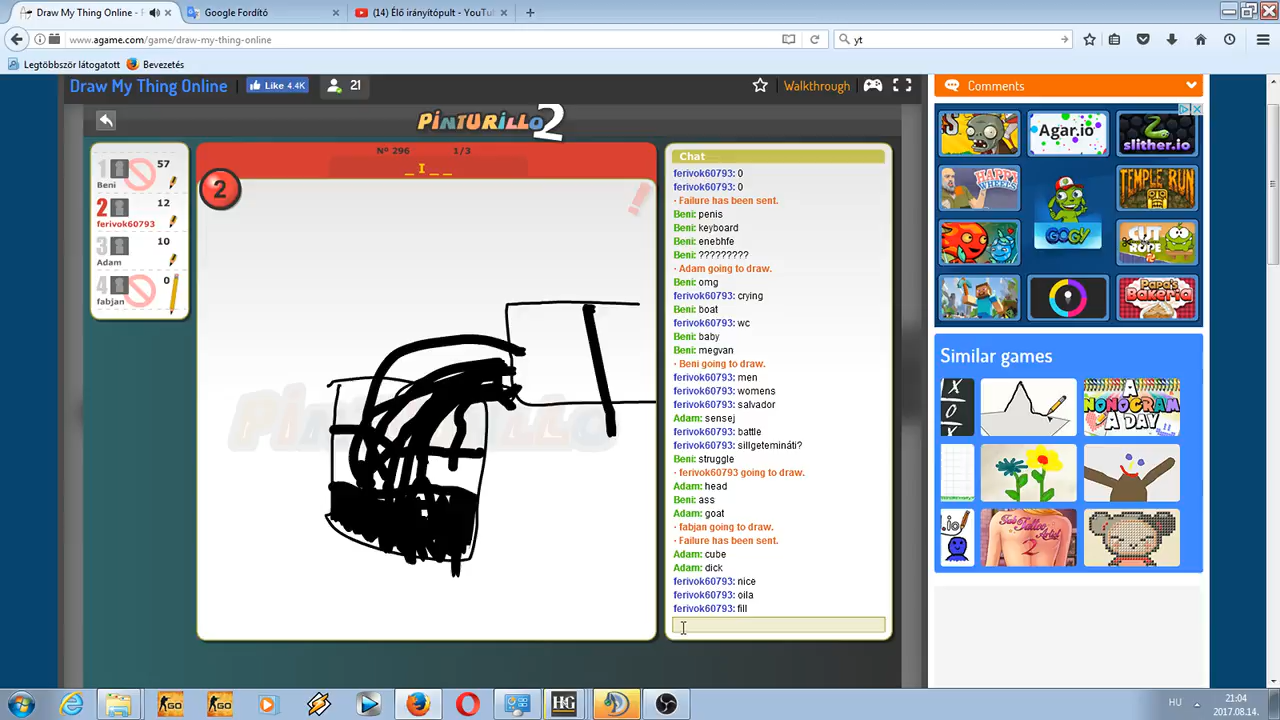 Draw My Thing Online - F
Google Fordító
(14) Élő irányítópult - YouTu
www.agame.com/game/draw-my-thing-online
yt
Legtöbbször látogatott
Bevezetés
Draw My Thing Online
Like 4.4K
21
Walkthrough
Comments
PiNTURiLLO 2
Nº 296
1/3
_ I _ _
2
1
57
Beni
2
12
ferivok60793
3
10
Adam
4
0
fabjan
Chat
ferivok60793: 0
ferivok60793: 0
· Failure has been sent.
Beni: penis
Beni: keyboard
Beni: enebhfe
Beni: ?????????
· Adam going to draw.
Beni: omg
ferivok60793: crying
Beni: boat
ferivok60793: wc
Beni: baby
Beni: megvan
· Beni going to draw.
ferivok60793: men
ferivok60793: womens
ferivok60793: salvador
Adam: sensej
ferivok60793: battle
ferivok60793: sillgetemináti?
Beni: struggle
· ferivok60793 going to draw.
Adam: head
Beni: ass
Adam: goat
· fabjan going to draw.
· Failure has been sent.
Adam: cube
Adam: dick
ferivok60793: nice
ferivok60793: oila
ferivok60793: fill
Agar.io
slither.io
HAPPY WHEELS
GOGY
TEMPLE RUN
CUT THE ROPE
Papa's Bakeria
Similar games
A NONOGRAM A DAY
.io
2
GO
GO
HG
HU
21:04
2017.08.14.